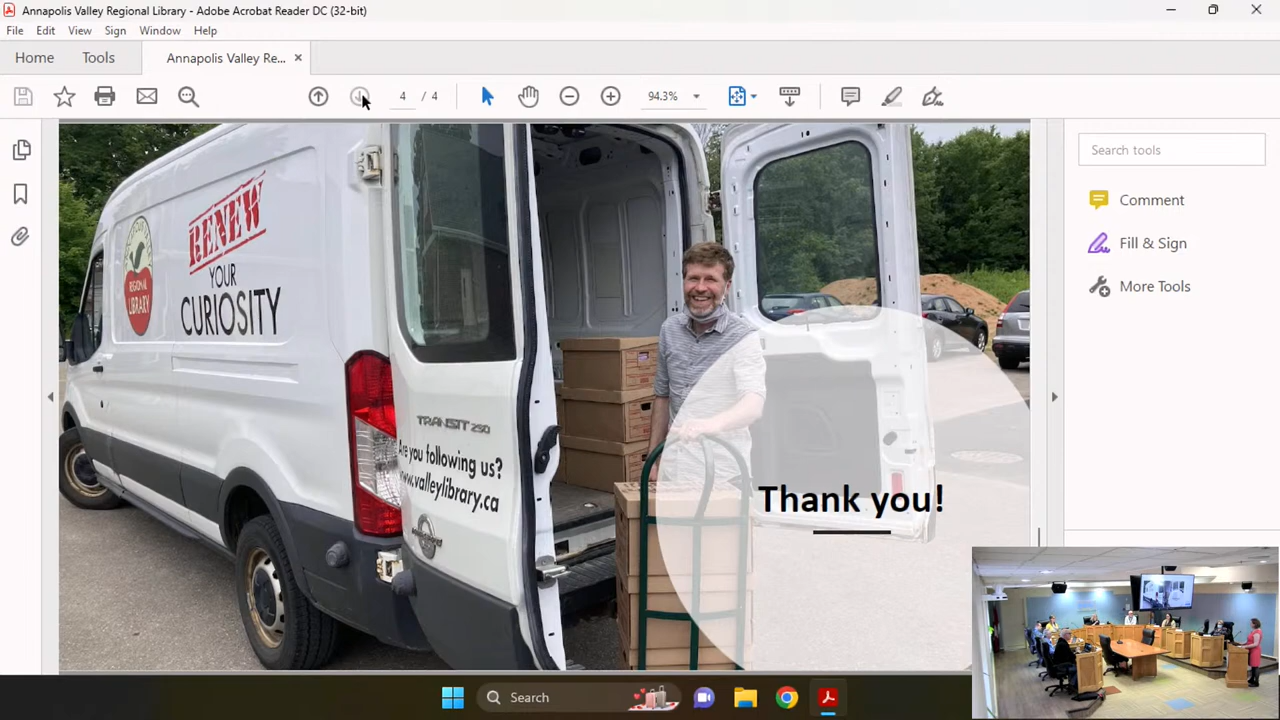 Annapolis Valley Regional Library - Adobe Acrobat Reader DC (32-bit)
File Edit View Sign Window Help
Home Tools Annapolis Valley Re...
4 / 4 94.3%
Search tools
Comment
Fill & Sign
More Tools
REGIONAL
LIBRARY
RENEW
YOUR
CURIOSITY
TRANSIT 250
Are you following us?
www.valleylibrary.ca
Thank you!
Search